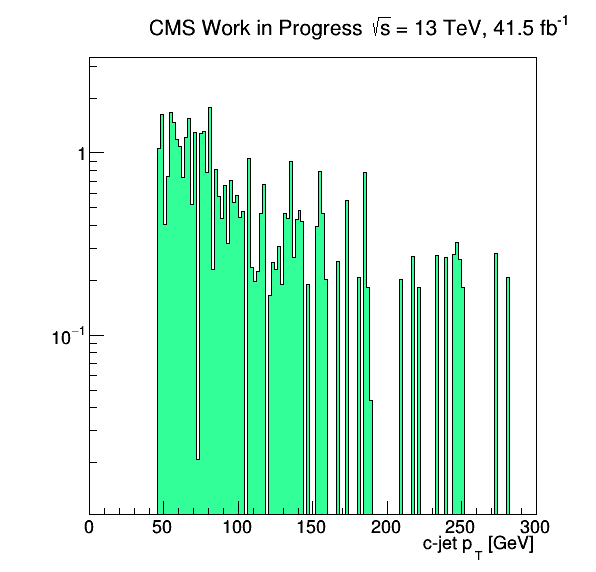 CMS Work in Progress √s = 13 TeV, 41.5 fb⁻¹
1
10⁻¹
0 50 100 150 200 250 300
c-jet p_T [GeV]